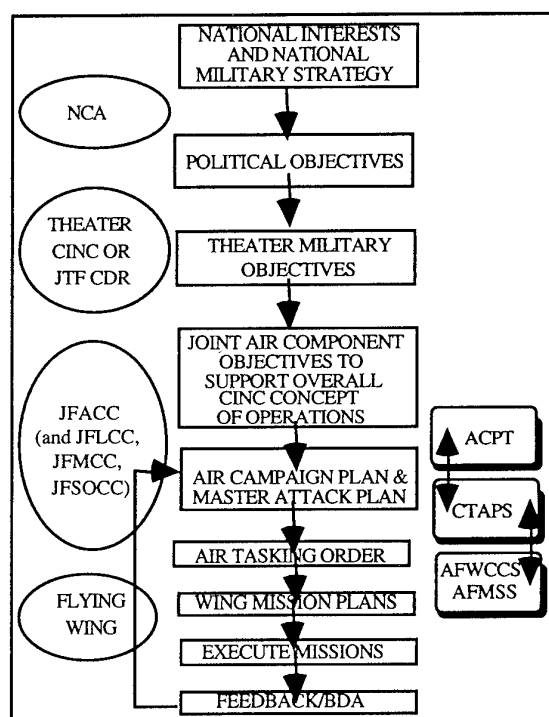 NATIONAL INTERESTS
AND NATIONAL
MILITARY STRATEGY
NCA
POLITICAL OBJECTIVES
THEATER
CINC OR
JTF CDR
THEATER MILITARY
OBJECTIVES
JOINT AIR COMPONENT
OBJECTIVES TO
SUPPORT OVERALL
CINC CONCEPT
OF OPERATIONS
JFACC
(and JFLCC,
JFMCC,
JFSOCC)
AIR CAMPAIGN PLAN &
MASTER ATTACK PLAN
ACPT
CTAPS
AFWCCS
AFMSS
AIR TASKING ORDER
FLYING
WING
WING MISSION PLANS
EXECUTE MISSIONS
FEEDBACK/BDA